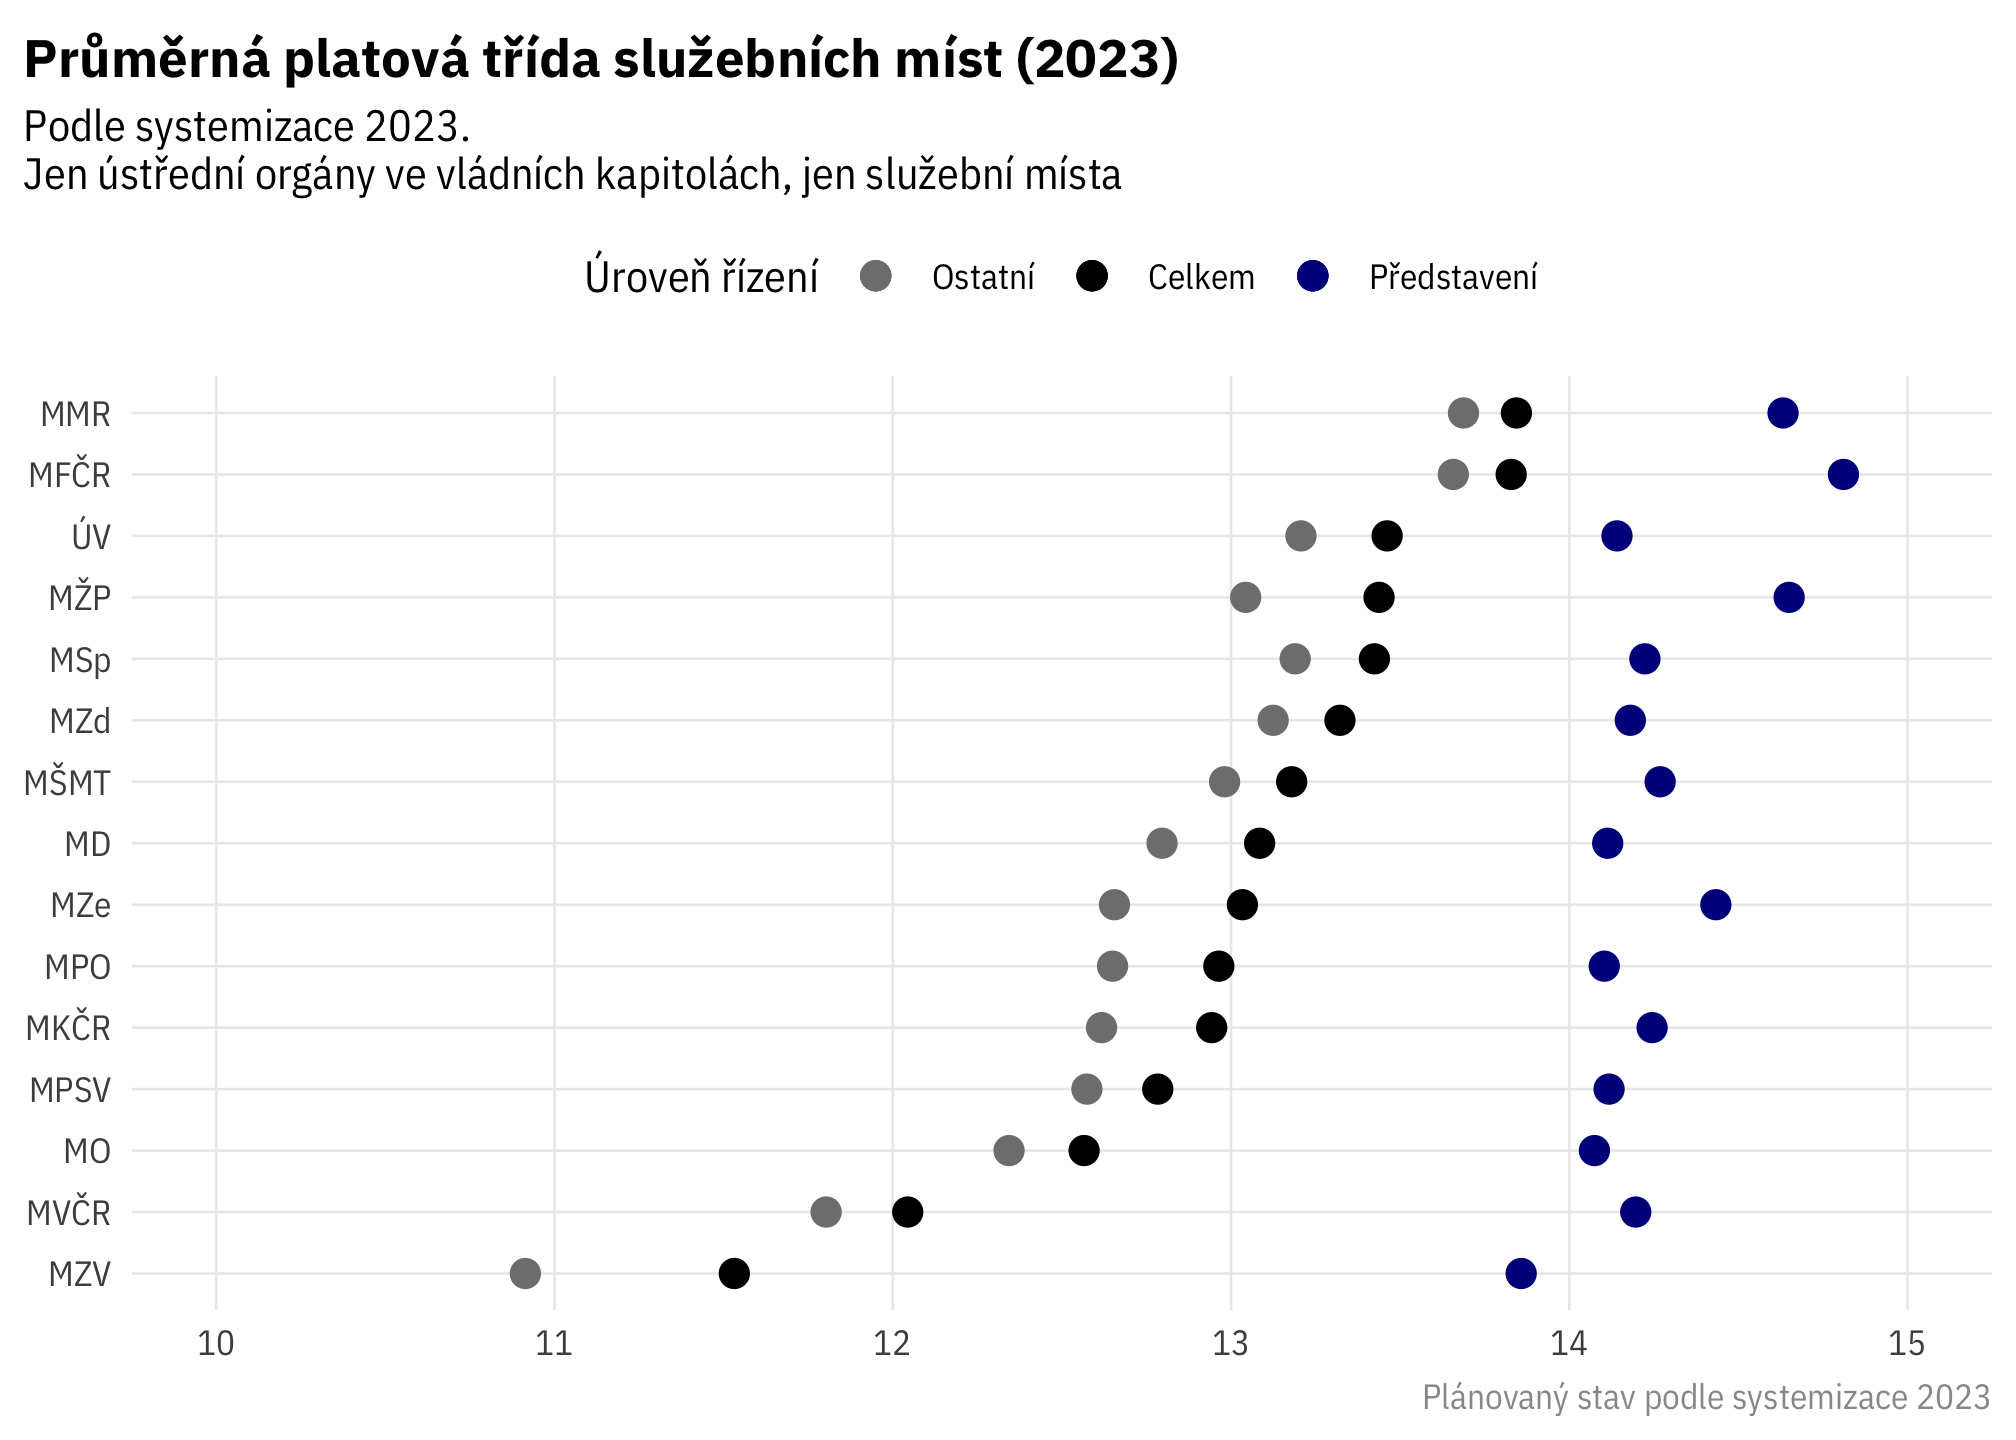 Průměrná platová třída služebních míst (2023)
Podle systemizace 2023.
Jen ústřední orgány ve vládních kapitolách, jen služební místa
Úroveň řízení Ostatní Celkem Představení
MMR
MFČR
ÚV
MŽP
MSp
MZd
MŠMT
MD
MZe
MPO
MKČR
MPSV
MO
MVČR
MZV
10 11 12 13 14 15
Plánovaný stav podle systemizace 2023